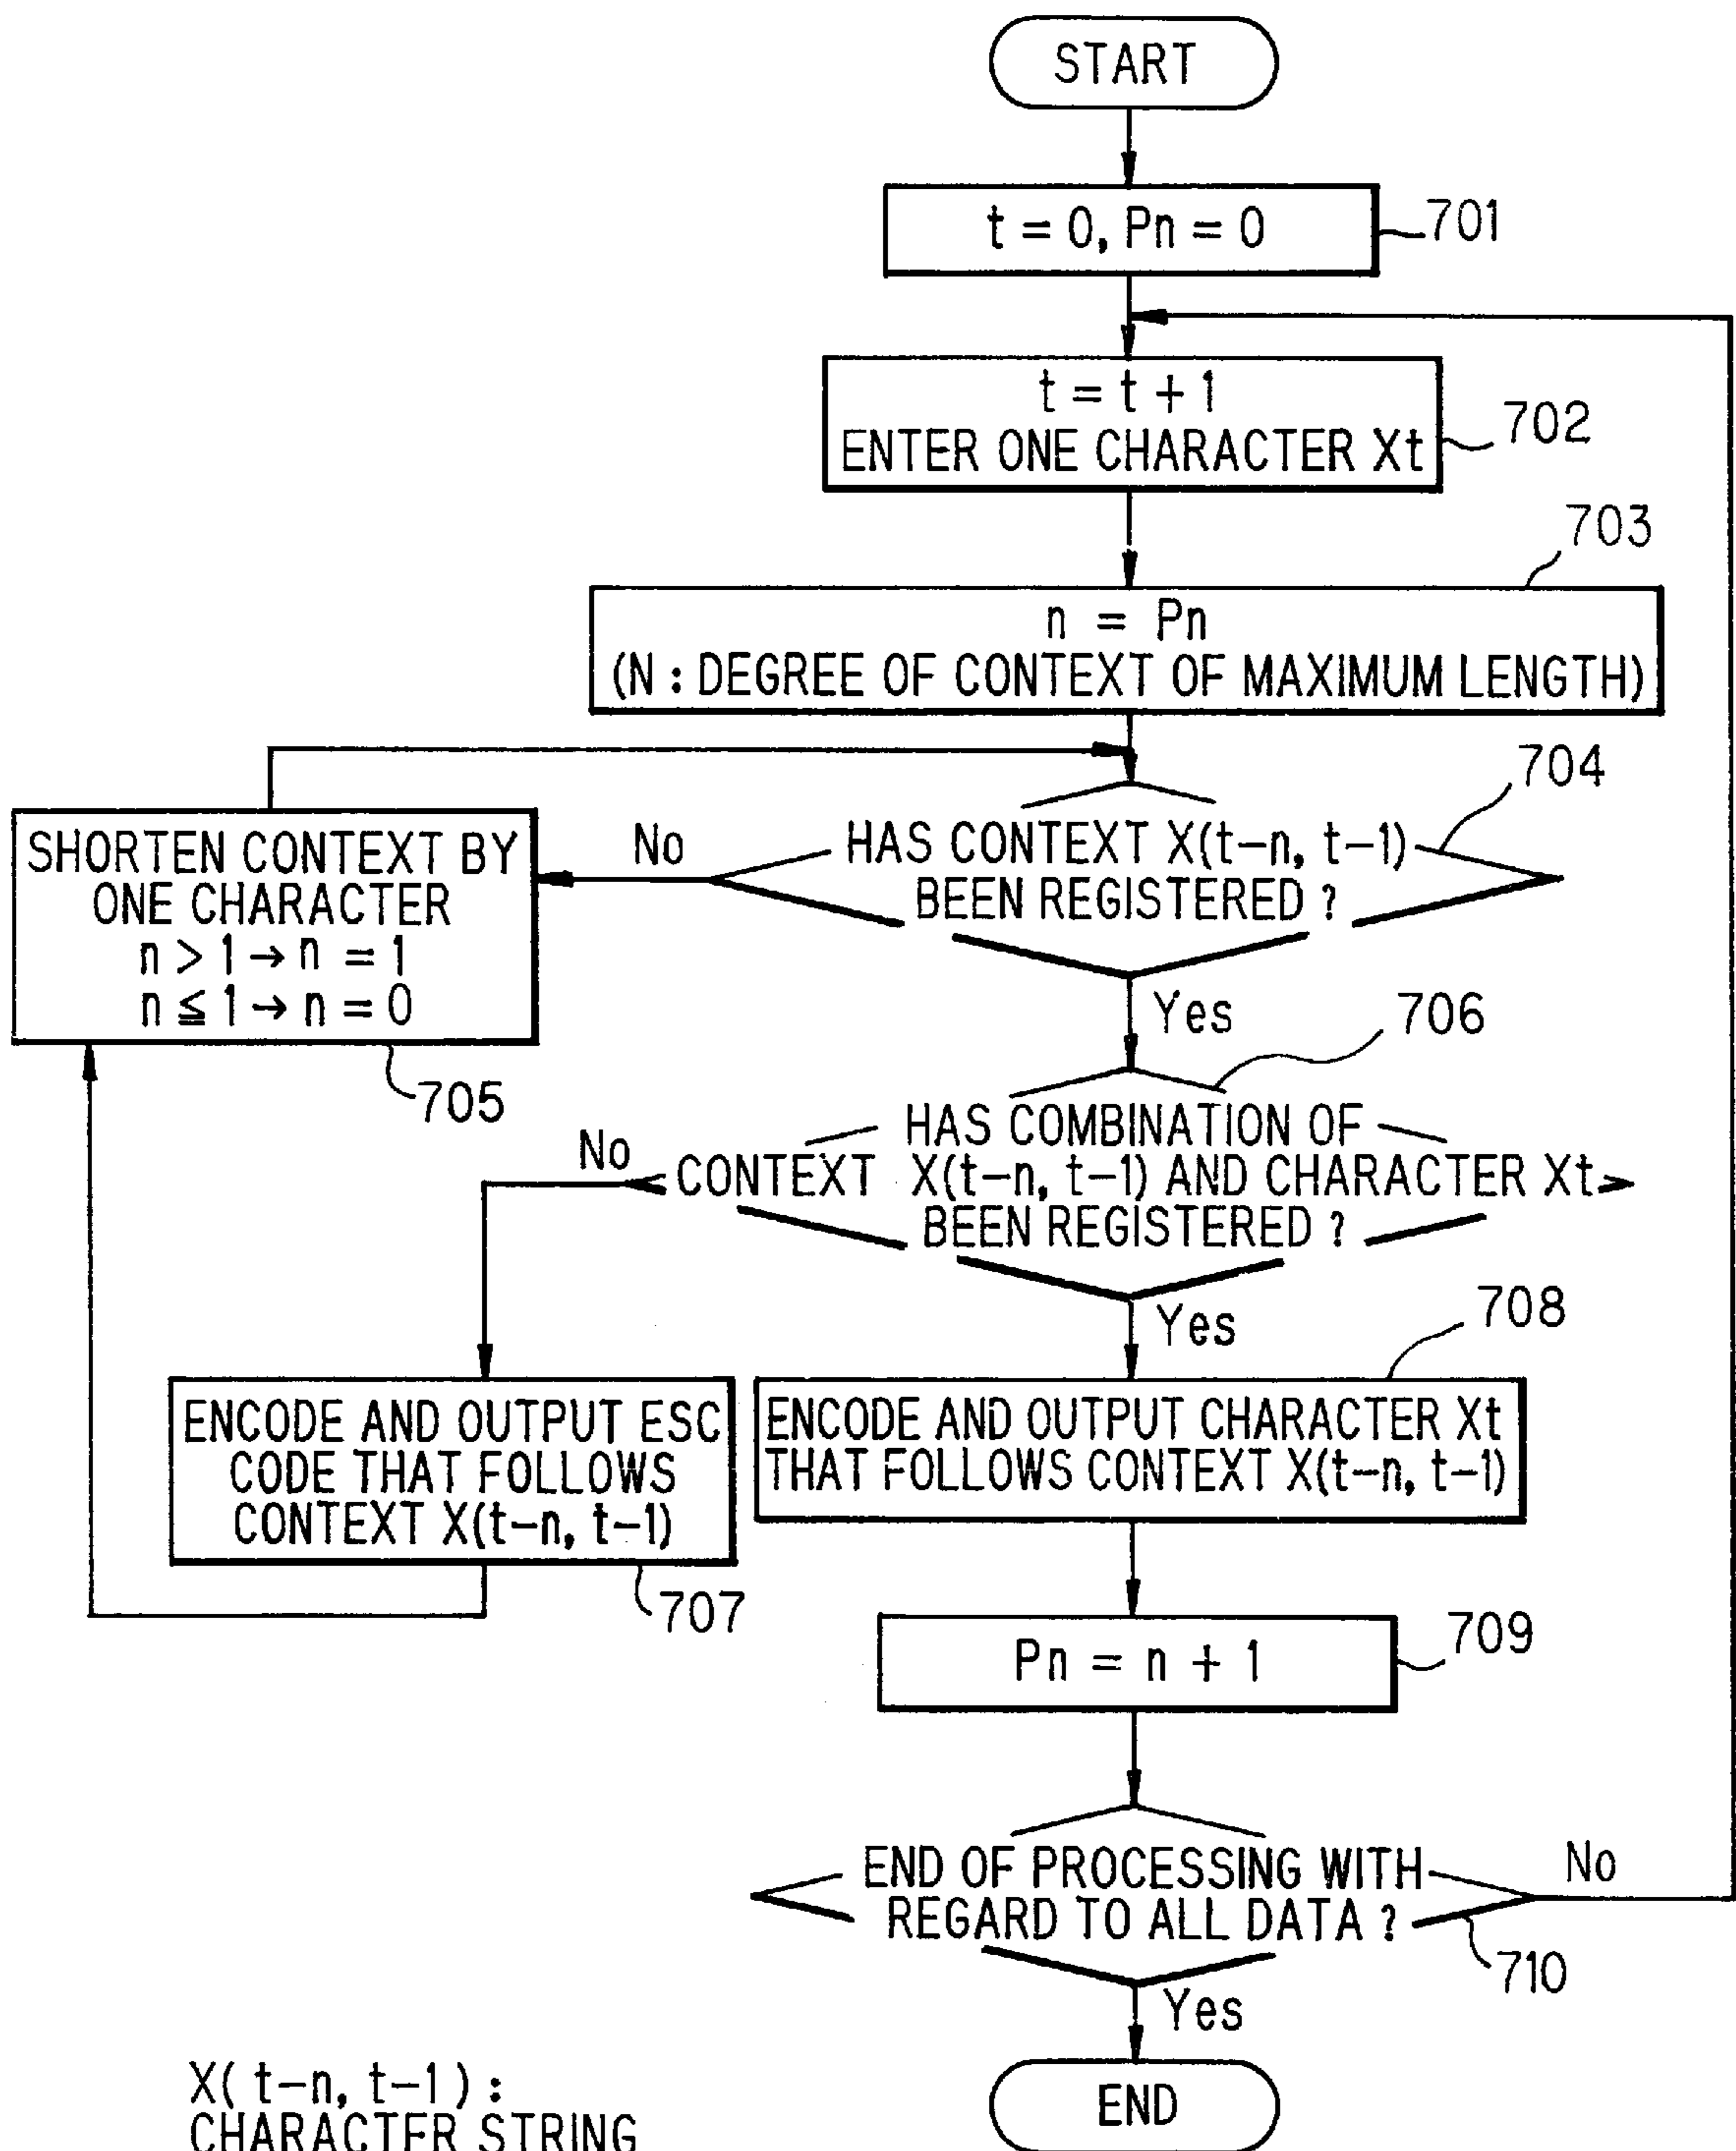 START
t = 0, Pn = 0
701
t = t + 1
ENTER ONE CHARACTER Xt
702
703
n = Pn
(N : DEGREE OF CONTEXT OF MAXIMUM LENGTH)
704
HAS CONTEXT X(t-n, t-1)
BEEN REGISTERED ?
No
SHORTEN CONTEXT BY
ONE CHARACTER
n > 1 → n = 1
n ≦ 1 → n = 0
705
Yes
706
HAS COMBINATION OF
CONTEXT X(t-n, t-1) AND CHARACTER Xt
BEEN REGISTERED ?
No
Yes
708
ENCODE AND OUTPUT ESC
CODE THAT FOLLOWS
CONTEXT X(t-n, t-1)
707
ENCODE AND OUTPUT CHARACTER Xt
THAT FOLLOWS CONTEXT X(t-n, t-1)
Pn = n + 1
709
END OF PROCESSING WITH
REGARD TO ALL DATA ?
No
710
Yes
END
X( t-n, t-1 ) :
CHARACTER STRING